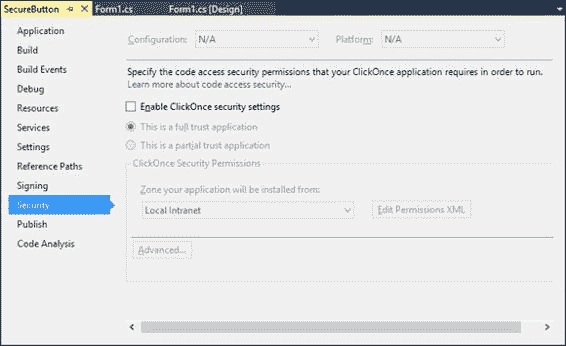 SecureButton Form1.cs Form1.cs [Design]
Application
Build
Build Events
Debug
Resources
Services
Settings
Reference Paths
Signing
Security
Publish
Code Analysis
Configuration: N/A Platform: N/A
Specify the code access security permissions that your ClickOnce application requires in order to run.
Learn more about code access security...
Enable ClickOnce security settings
This is a full trust application
This is a partial trust application
ClickOnce Security Permissions
Zone your application will be installed from:
Local Intranet Edit Permissions XML
Advanced...